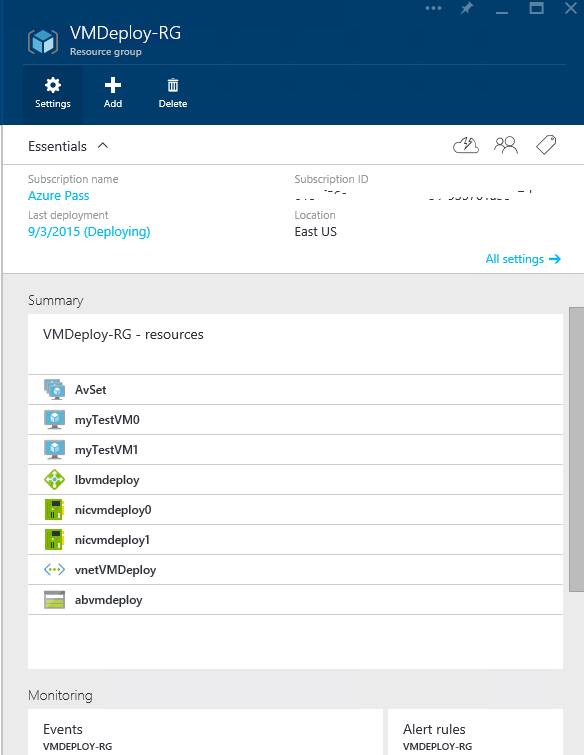 VMDeploy-RG
Resource group
Settings
Add
Delete
Essentials
Subscription name
Subscription ID
Azure Pass
Last deployment
Location
9/3/2015 (Deploying)
East US
All settings
Summary
VMDeploy-RG - resources
AvSet
myTestVM0
myTestVM1
lbvmdeploy
nicvmdeploy0
nicvmdeploy1
vnetVMDeploy
abvmdeploy
Monitoring
Events
VMDEPLOY-RG
Alert rules
VMDEPLOY-RG